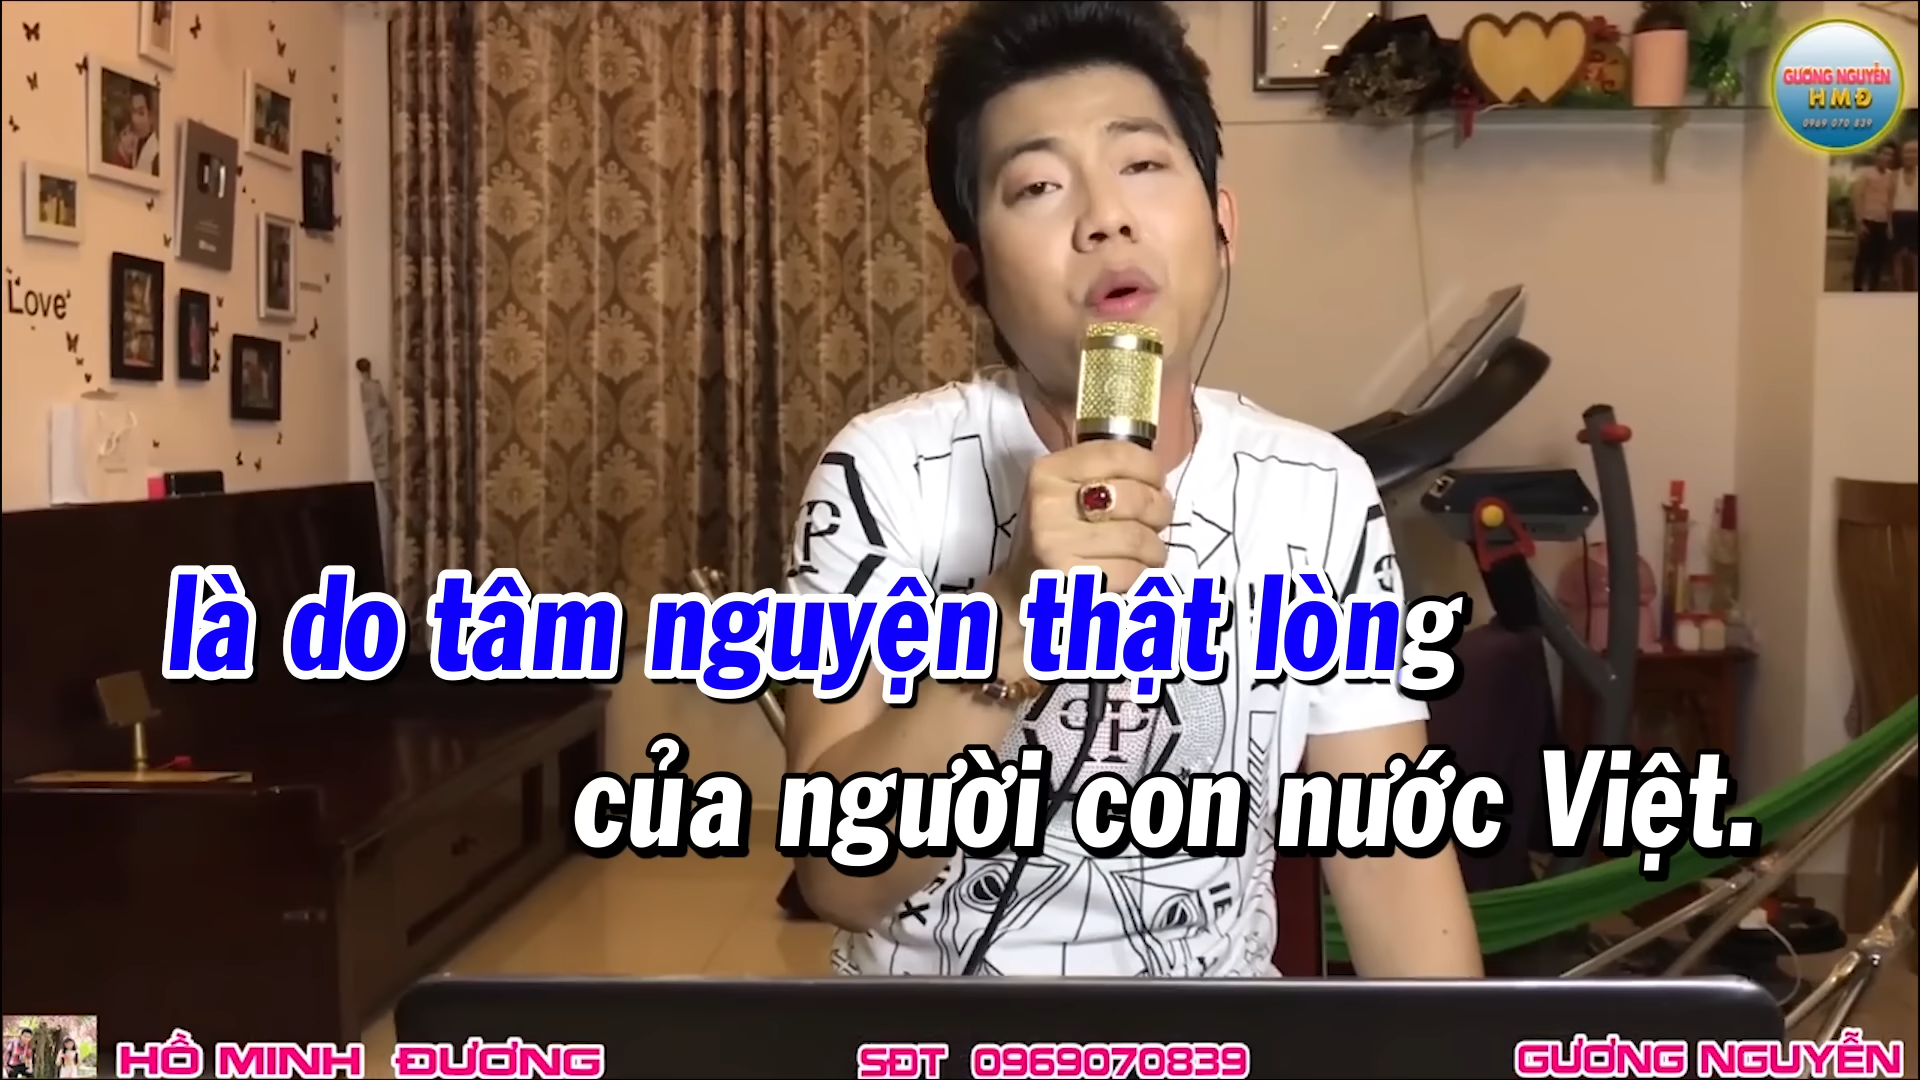 GƯƠNG NGUYỄN
HMĐ
0969 070 839
Love
là do tâm nguyện thật lòng
của người con nước Việt.
HỒ MINH ĐƯƠNG
SĐT 0969070839
GƯƠNG NGUYỄN